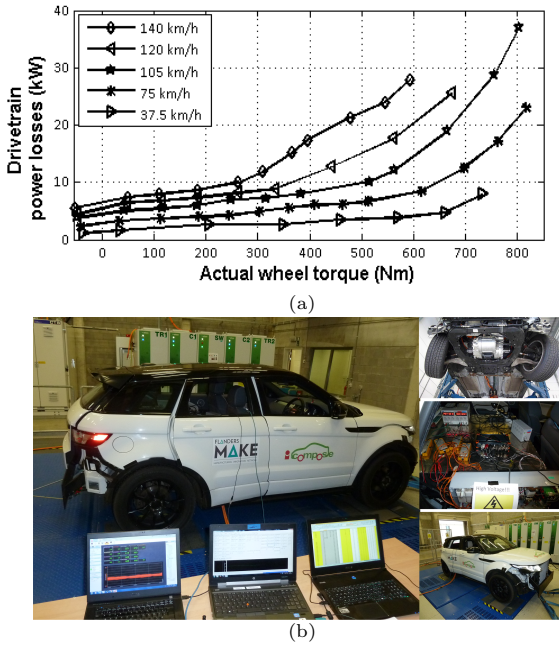 40
30
20
10
0
140 km/h
120 km/h
105 km/h
75 km/h
37.5 km/h
Drivetrain
power losses (kW)
0 100 200 300 400 500 600 700 800
Actual wheel torque (Nm)
(a)
TR1 C1 SW C2 TR2
FLANDERS
MAKE
i compose
High Voltage!!!
(b)